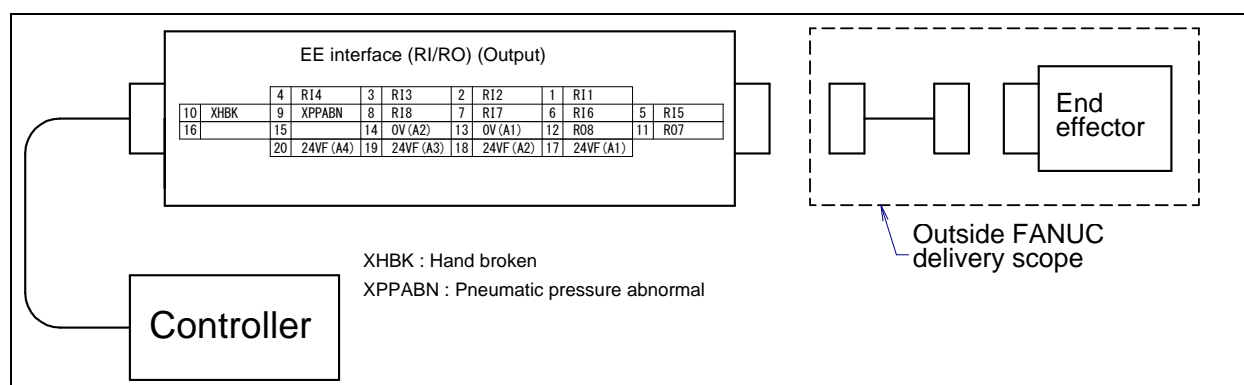 EE interface (RI/RO) (Output)
4 RI4 3 RI3 2 RI2 1 RI1
10 XHBK 9 XPPABN 8 RI8 7 RI7 6 RI6 5 RI5
16 15 14 0V(A2) 13 0V(A1) 12 RO8 11 RO7
20 24VF(A4) 19 24VF(A3) 18 24VF(A2) 17 24VF(A1)
End
effector
Outside FANUC
delivery scope
XHBK : Hand broken
XPPABN : Pneumatic pressure abnormal
Controller